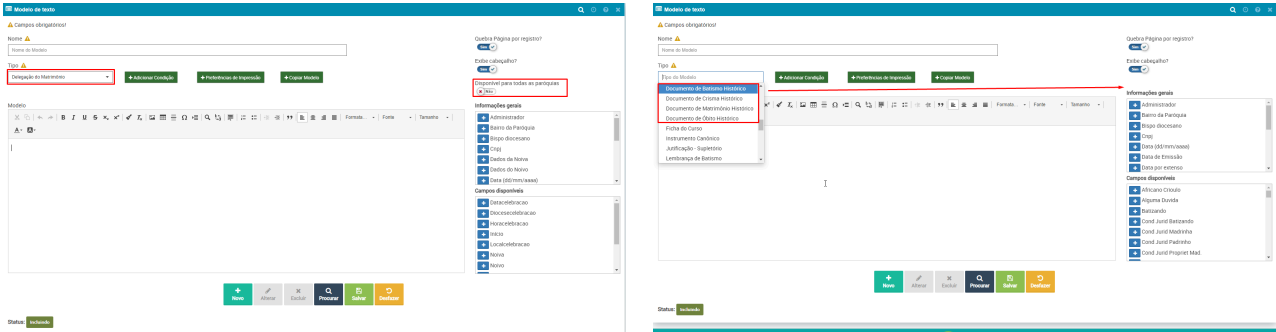 Modelo de texto
Campos obrigatórios!
Nome
Nome do Modelo
Tipo
Delegação do Matrimônio
Adicionar Condição
Preferências de Impressão
Copiar Modelo
Quebra Página por registro?
Sim
Exibe cabeçalho?
Sim
Disponível para todas as paróquias
Não
Modelo
Formata...
Fonte
Tamanho
Informações gerais
Administrador
Bairro da Paróquia
Bispo diocesano
Cnpj
Dados da Noiva
Dados do Noivo
Data (dd/mm/aaaa)
Campos disponíveis
Datacelebracao
Diocesecelebracao
Horacelebracao
Inicio
Localcelebracao
Noiva
Noivo
Novo
Alterar
Excluir
Procurar
Salvar
Desfazer
Status: Incluindo
Modelo de texto
Campos obrigatórios!
Nome
Nome do Modelo
Tipo
Tipo do Modelo
Adicionar Condição
Preferências de Impressão
Copiar Modelo
Documento de Batismo Histórico
Documento de Crisma Histórico
Documento de Matrimônio Histórico
Documento de Óbito Histórico
Ficha do Curso
Instrumento Canônico
Justificação - Supletório
Lembrança de Batismo
Formata...
Fonte
Tamanho
Quebra Página por registro?
Sim
Exibe cabeçalho?
Sim
Informações gerais
Administrador
Bairro da Paróquia
Bispo diocesano
Cnpj
Data (dd/mm/aaaa)
Data de Emissão
Data por extenso
Campos disponíveis
Africano Crioulo
Alguma Duvida
Batizando
Cond Jurid Batizando
Cond Jurid Madrinha
Cond Jurid Padrinho
Cond Jurid Propriet Mad.
Novo
Alterar
Excluir
Procurar
Salvar
Desfazer
Status: Incluindo